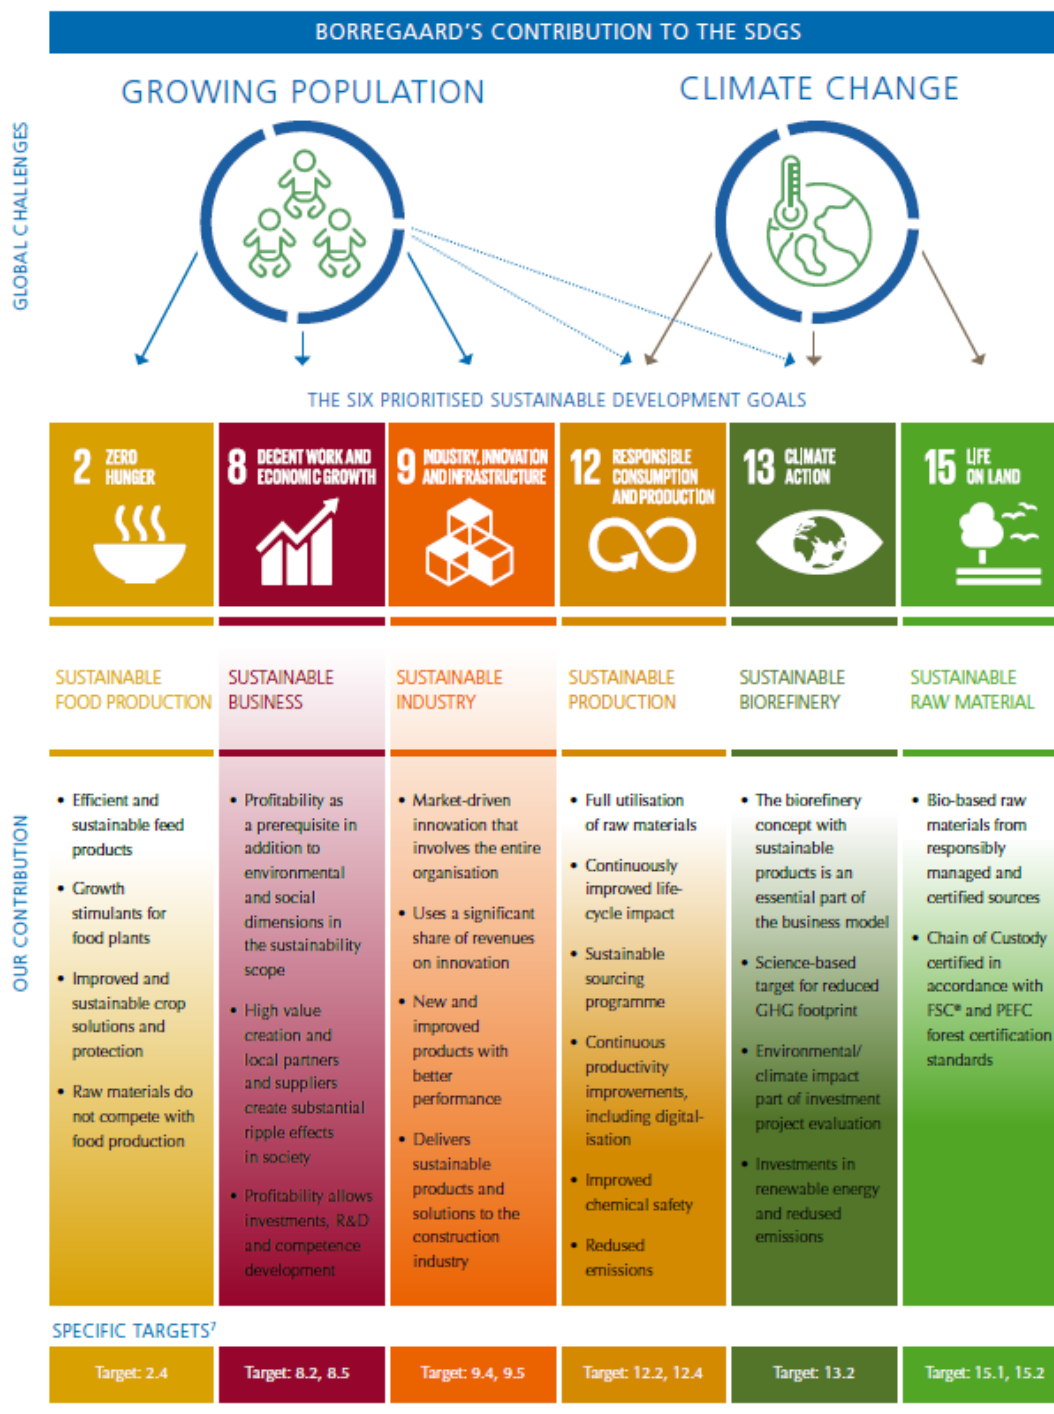 BORREGAARD'S CONTRIBUTION TO THE SDGS
GROWING POPULATION
CLIMATE CHANGE
GLOBAL CHALLENGES
THE SIX PRIORITISED SUSTAINABLE DEVELOPMENT GOALS
2 ZERO
HUNGER
8 DECENT WORK AND
ECONOMIC GROWTH
9 INDUSTRY, INNOVATION
AND INFRASTRUCTURE
12 RESPONSIBLE
CONSUMPTION
AND PRODUCTION
13 CLIMATE
ACTION
15 LIFE
ON LAND
OUR CONTRIBUTION
SUSTAINABLE
FOOD PRODUCTION
• Efficient and
sustainable feed
products
• Growth
stimulants for
food plants
• Improved and
sustainable crop
solutions and
protection
• Raw materials do
not compete with
food production
SUSTAINABLE
BUSINESS
• Profitability as
a prerequisite in
addition to
environmental
and social
dimensions in
the sustainability
scope
• High value
creation and
local partners
and suppliers
create substantial
ripple effects
in society
• Profitability allows
investments, R&D
and competence
development
SUSTAINABLE
INDUSTRY
• Market-driven
innovation that
involves the entire
organisation
• Uses a significant
share of revenues
on innovation
• New and
improved
products with
better
performance
• Delivers
sustainable
products and
solutions to the
construction
industry
SUSTAINABLE
PRODUCTION
• Full utilisation
of raw materials
• Continuously
improved life-
cycle impact
• Sustainable
sourcing
programme
• Continuous
productivity
improvements,
including digital-
isation
• Improved
chemical safety
• Redused
emissions
SUSTAINABLE
BIOREFINERY
• The biorefinery
concept with
sustainable
products is an
essential part of
the business model
• Science-based
target for reduced
GHG footprint
• Environmental/
climate impact
part of investment
project evaluation
• Investments in
renewable energy
and redused
emissions
SUSTAINABLE
RAW MATERIAL
• Bio-based raw
materials from
responsibly
managed and
certified sources
• Chain of Custody
certified in
accordance with
FSC® and PEFC
forest certification
standards
SPECIFIC TARGETS⁷
Target: 2.4
Target: 8.2, 8.5
Target: 9.4, 9.5
Target: 12.2, 12.4
Target: 13.2
Target: 15.1, 15.2